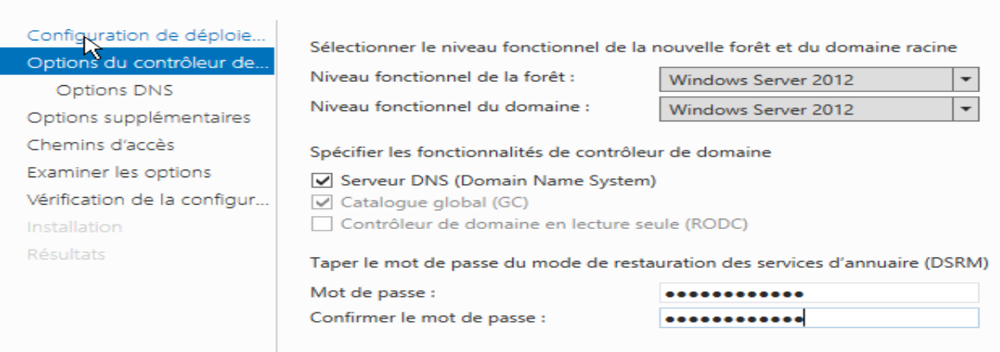 Configuration de déploie...
Options du contrôleur de...
Options DNS
Options supplémentaires
Chemins d'accès
Examiner les options
Vérification de la configur...
Installation
Résultats
Sélectionner le niveau fonctionnel de la nouvelle forêt et du domaine racine
Niveau fonctionnel de la forêt : Windows Server 2012
Niveau fonctionnel du domaine : Windows Server 2012
Spécifier les fonctionnalités de contrôleur de domaine
Serveur DNS (Domain Name System)
Catalogue global (GC)
Contrôleur de domaine en lecture seule (RODC)
Taper le mot de passe du mode de restauration des services d'annuaire (DSRM)
Mot de passe : ●●●●●●●●●●●●
Confirmer le mot de passe : ●●●●●●●●●●●●